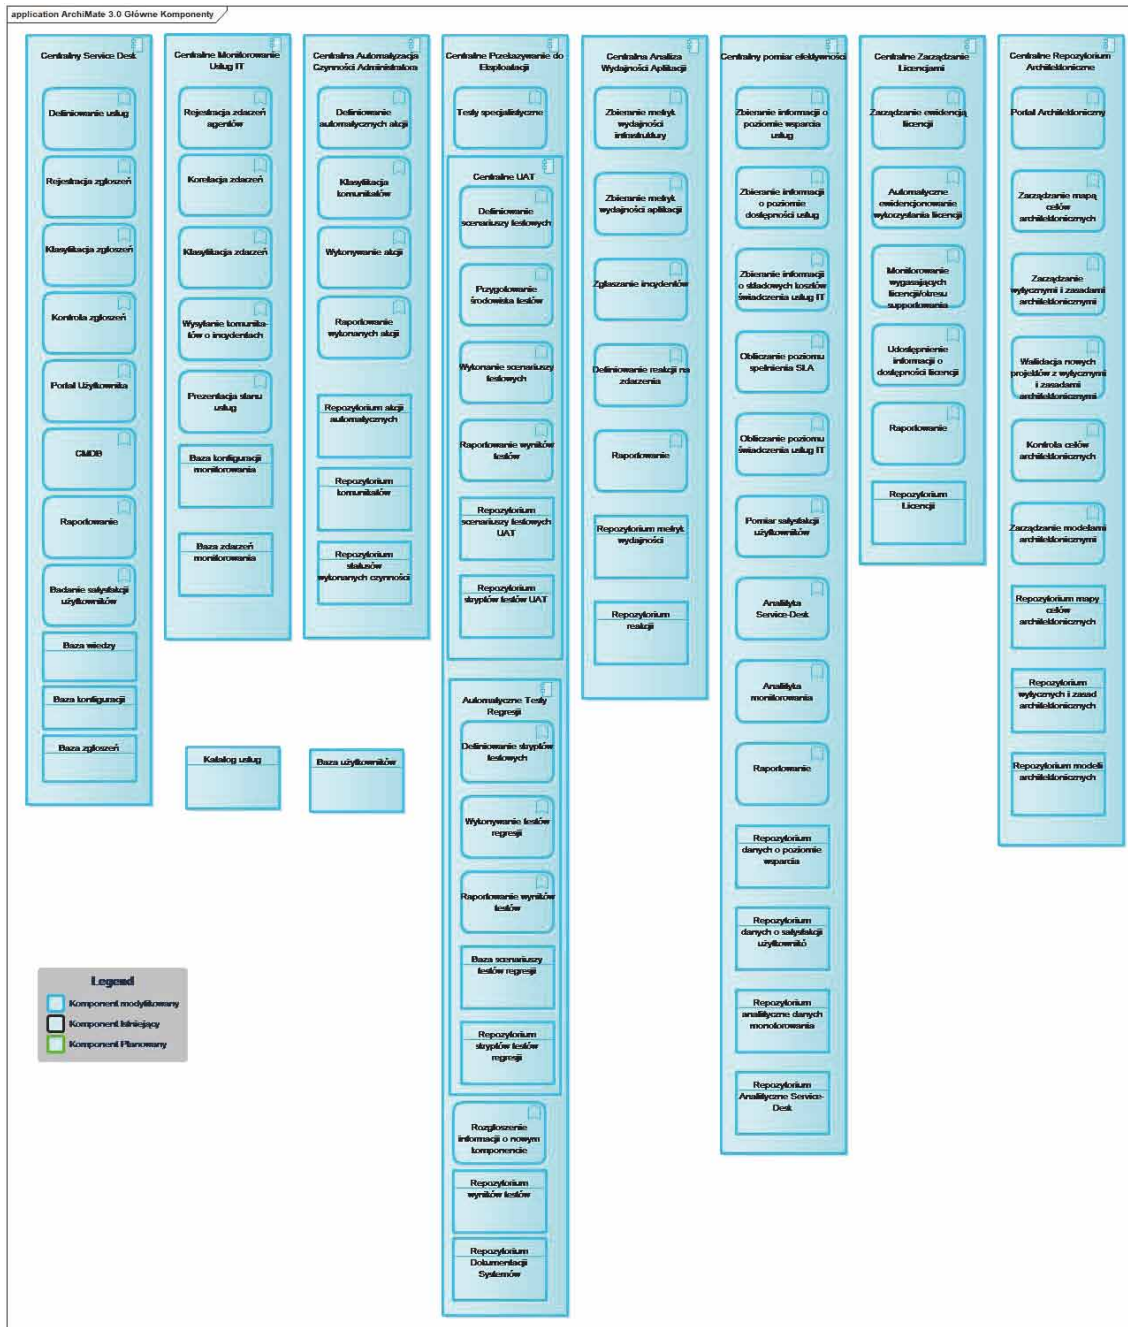 application ArchiMate 3.0 Główne Komponenty
Centralny Service Desk
Definiowanie usług
Rejestracja zgłoszeń
Klasyfikacja zgłoszeń
Kontrola zgłoszeń
Portal Użytkownika
CMDB
Raportowanie
Badanie satysfakcji
użytkowników
Baza wiedzy
Baza konfiguracji
Baza zgłoszeń
Centralne Monitorowanie
Usług IT
Rejestracja zdarzeń
agentów
Korelacja zdarzeń
Klasyfikacja zdarzeń
Wysyłanie komunika-
tów o incydentach
Prezentacja stanu
usług
Baza konfiguracji
monitorowania
Baza zdarzeń
monitorowania
Katalog usług
Centralna Automatyzacja
Czynności Administratora
Definiowanie
automatycznych akcji
Klasyfikacja
komunikatów
Wykonywanie akcji
Raportowanie
wykonanych akcji
Repozytorium akcji
automatycznych
Repozytorium
komunikatów
Repozytorium
statusów
wykonanych czynności
Baza użytkowników
Centralne Przekazywanie do
Eksploatacji
Testy specjalistyczne
Centralne UAT
Definiowanie
scenariuszy testowych
Przygotowanie
środowiska testów
Wykonanie scenariuszy
testowych
Raportowanie wyników
testów
Repozytorium
scenariuszy testowych
UAT
Repozytorium
skryptów testów UAT
Automatyczne Testy
Regresji
Definiowanie skryptów
testowych
Wykonywanie testów
regresji
Raportowanie wyników
testów
Baza scenariuszy
testów regresji
Repozytorium
skryptów testów
regresji
Rozgłoszenie
informacji o nowym
komponencie
Repozytorium
wyników testów
Repozytorium
Dokumentacji
Systemów
Centralna Analiza
Wydajności Aplikacji
Zbieranie metryk
wydajności
infrastruktury
Zbieranie metryk
wydajności aplikacji
Zgłaszanie incydentów
Definiowanie reakcji na
zdarzenia
Raportowanie
Repozytorium metryk
wydajności
Repozytorium
reakcji
Centralny pomiar efektywności
Zbieranie informacji o
poziomie wsparcia
usług
Zbieranie informacji
o poziomie
dostępności usług
Zbieranie informacji
o składowych kosztów
świadczenia usług IT
Obliczanie poziomu
spełnienia SLA
Obliczanie poziomu
świadczenia usług IT
Pomiar satysfakcji
użytkowników
Analityka
Service-Desk
Analityka
monitorowania
Raportowanie
Repozytorium
danych o poziomie
wsparcia
Repozytorium
danych o satysfakcji
użytkownikó
Repozytorium
analityczne danych
monotorowania
Repozytorium
Analityczne Service-
Desk
Centralne Zarządzanie
Licencjami
Zarządzanie ewidencją
licencji
Automatyczne
ewidencjonowanie
wykorzystania licencji
Monitorowanie
wygasających
licencji/okresu
supportowania
Udostępnienie
informacji o
dostępności licencji
Raportowanie
Repozytorium
Licencji
Centralne Repozytorium
Architektoniczne
Portal Architektoniczny
Zarządzanie mapą
celów
architektonicznych
Zarządzanie
wytycznymi i zasadami
architektonicznymi
Walidacja nowych
projektów z wytycznymi
i zasadami
architektonicznymi
Kontrola celów
architektonicznych
Zarządzanie modelami
architektonicznymi
Repozytorium mapy
celów
architektonicznych
Repozytorium
wytycznych i zasad
architektonicznych
Repozytorium modeli
architektonicznych
Legend
Komponent modyfikowany
Komponent Istniejący
Komponent Planowany